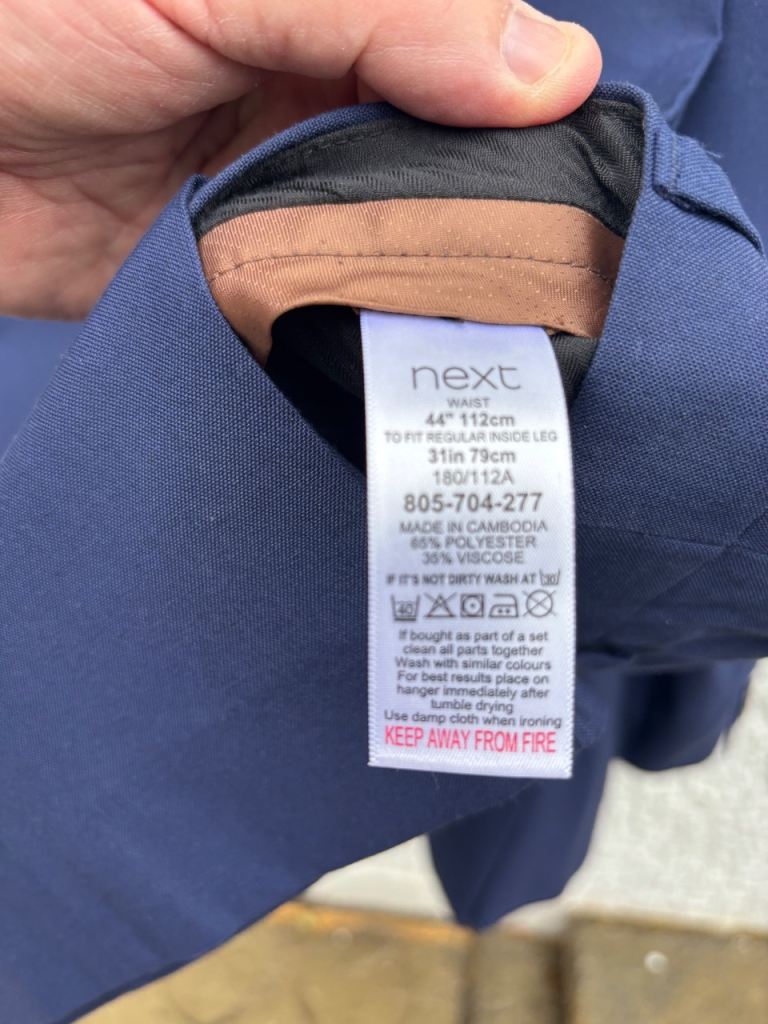 next
WAIST
44" 112cm
TO FIT REGULAR INSIDE LEG
31in 79cm
180/112A
805-704-277
MADE IN CAMBODIA
65% POLYESTER
35% VISCOSE
IF IT'S NOT DIRTY WASH AT 30
40
If bought as part of a set
clean all parts together
Wash with similar colours
For best results place on
hanger immediately after
tumble drying
Use damp cloth when ironing
KEEP AWAY FROM FIRE